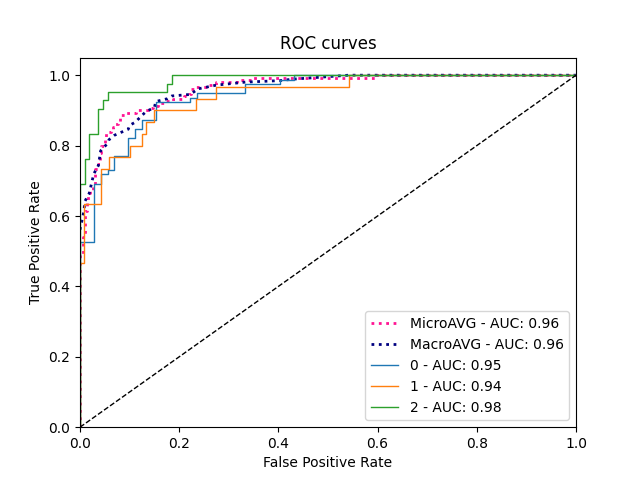 ROC curves
True Positive Rate
1.0
0.8
0.6
0.4
0.2
0.0
MicroAVG - AUC: 0.96
MacroAVG - AUC: 0.96
0 - AUC: 0.95
1 - AUC: 0.94
2 - AUC: 0.98
0.0 0.2 0.4 0.6 0.8 1.0
False Positive Rate